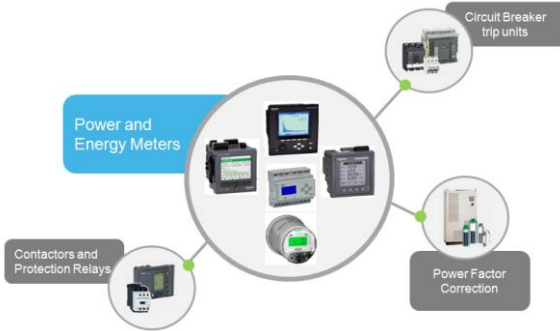 Circuit Breaker
trip units
Power and
Energy Meters
Contactors and
Protection Relays
Power Factor
Correction